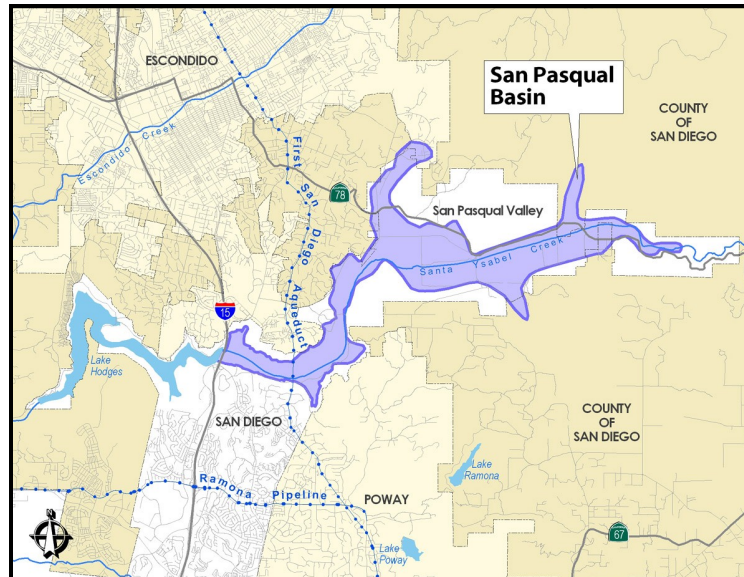 ESCONDIDO
San Pasqual
Basin
COUNTY
OF
SAN DIEGO
Escondido Creek
First San Diego Aqueduct
78
San Pasqual Valley
Santa Ysabel Creek
15
Lake
Hodges
SAN DIEGO
COUNTY
OF
SAN DIEGO
Lake
Ramona
Ramona Pipeline
POWAY
67
Lake
Poway